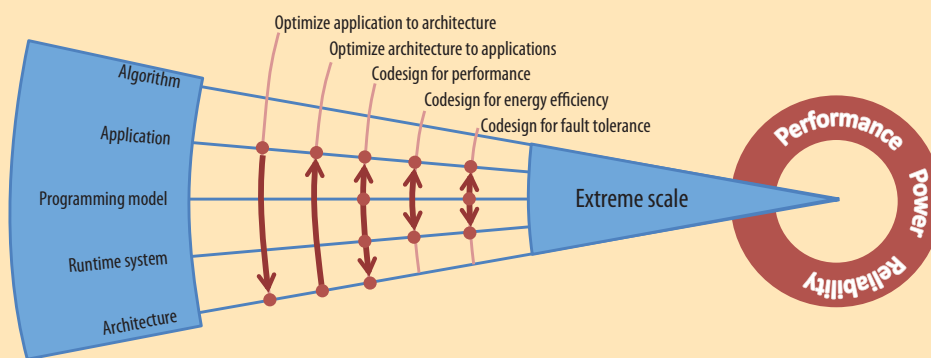 Optimize application to architecture
Optimize architecture to applications
Codesign for performance
Codesign for energy efficiency
Codesign for fault tolerance
Algorithm
Application
Programming model
Runtime system
Architecture
Extreme scale
Performance
Power
Reliability